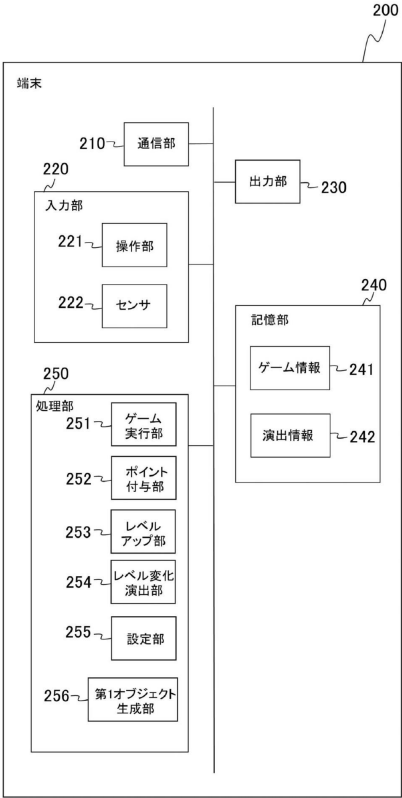 200
端末
210
通信部
220
入力部
出力部
230
221
操作部
222
センサ
240
記憶部
ゲーム情報
241
演出情報
242
250
処理部
251
ゲーム
実行部
252
ポイント
付与部
253
レベル
アップ部
254
レベル変化
演出部
255
設定部
256
第1オブジェクト
生成部